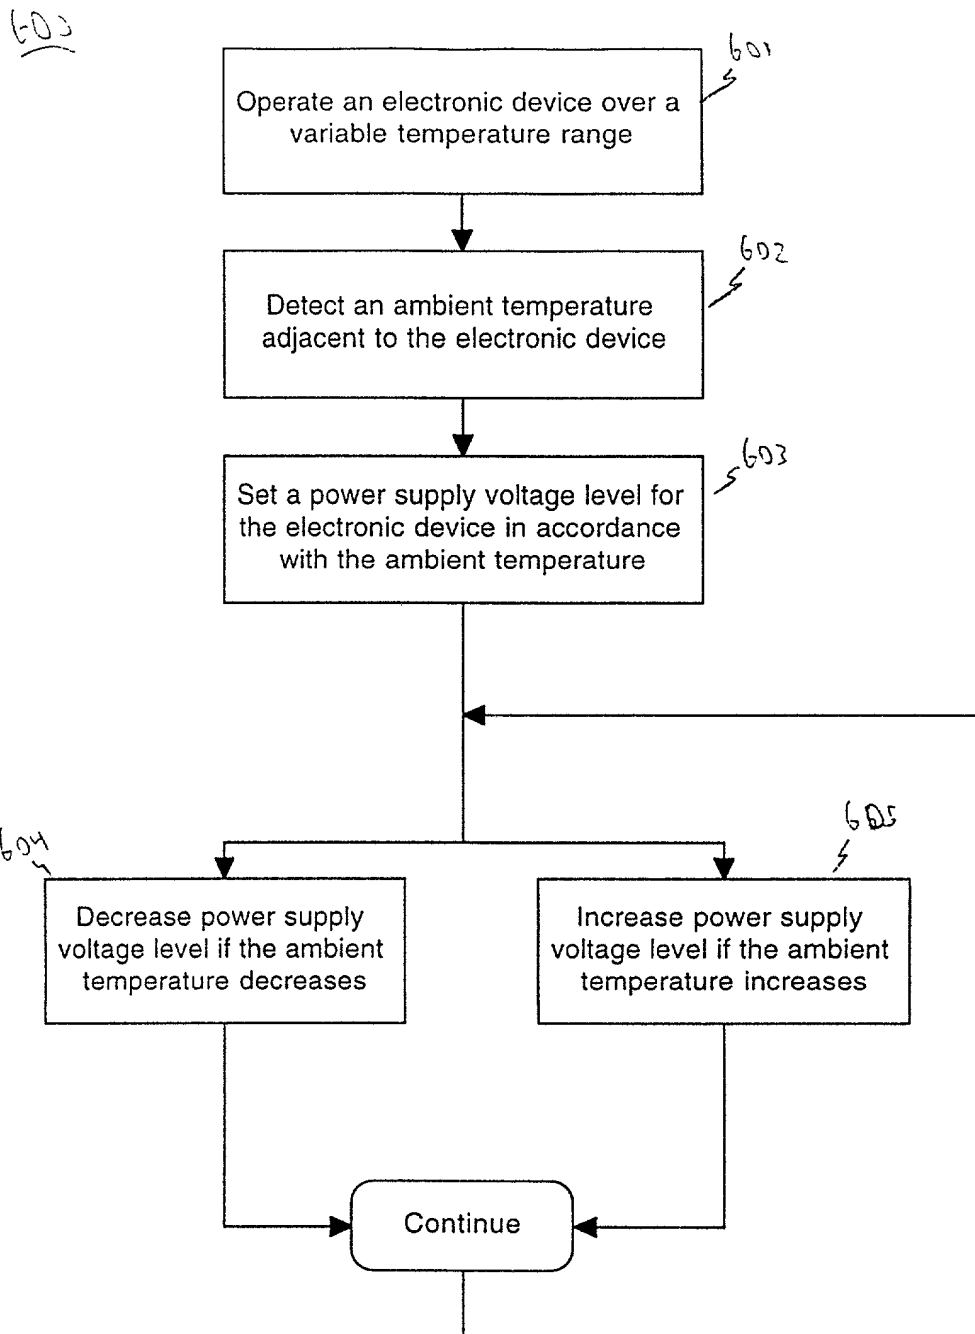 600
601
Operate an electronic device over a
variable temperature range
602
Detect an ambient temperature
adjacent to the electronic device
603
Set a power supply voltage level for
the electronic device in accordance
with the ambient temperature
604
605
Decrease power supply
voltage level if the ambient
temperature decreases
Increase power supply
voltage level if the ambient
temperature increases
Continue